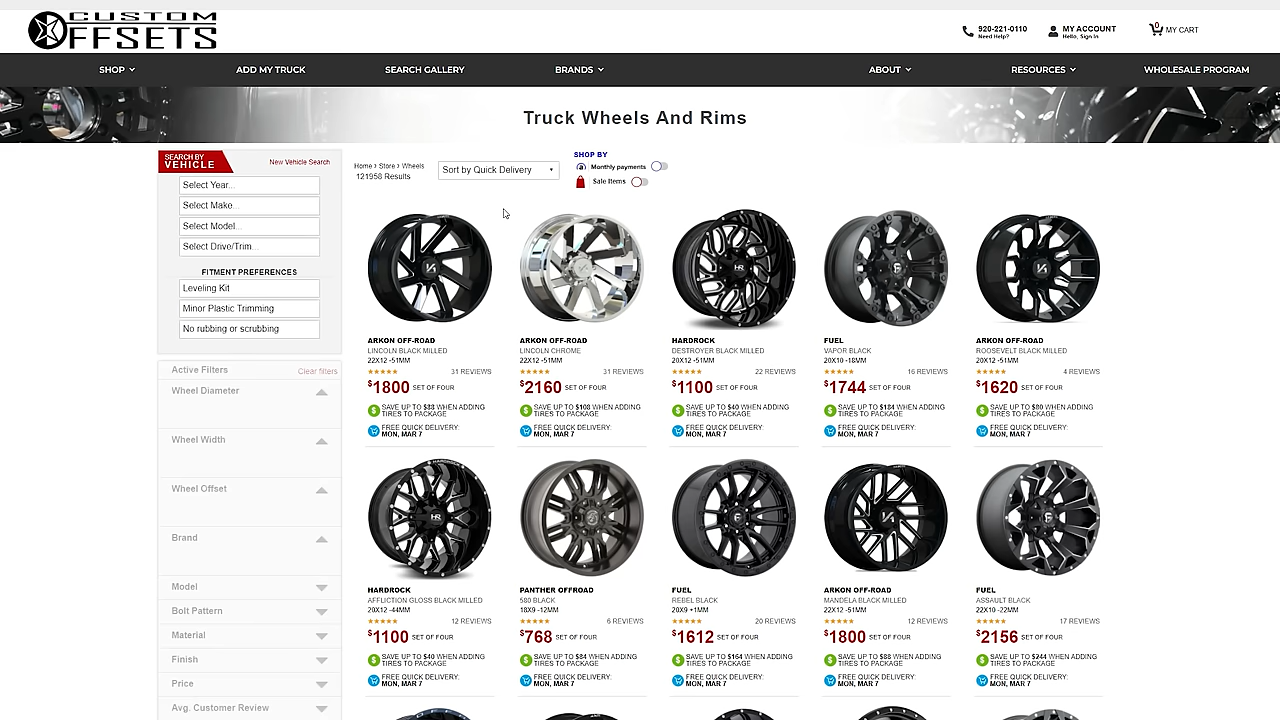 CUSTOM
OFFSETS
920-221-0110
Need Help?
MY ACCOUNT
Hello, Sign In
0
MY CART
SHOP
ADD MY TRUCK
SEARCH GALLERY
BRANDS
ABOUT
RESOURCES
WHOLESALE PROGRAM
Truck Wheels And Rims
SEARCH BY
VEHICLE
New Vehicle Search
Select Year...
Select Make...
Select Model...
Select Drive/Trim...
FITMENT PREFERENCES
Leveling Kit
Minor Plastic Trimming
No rubbing or scrubbing
Active Filters
Clear filters
Wheel Diameter
Wheel Width
Wheel Offset
Brand
Model
Bolt Pattern
Material
Finish
Price
Avg. Customer Review
Home › Store › Wheels
121958 Results
Sort by Quick Delivery
SHOP BY
Monthly payments
Sale Items
ARKON OFF-ROAD
LINCOLN BLACK MILLED
22X12 -51MM
31 REVIEWS
$1800 SET OF FOUR
SAVE UP TO $88 WHEN ADDING
TIRES TO PACKAGE
FREE QUICK DELIVERY:
MON, MAR 7
ARKON OFF-ROAD
LINCOLN CHROME
22X12 -51MM
31 REVIEWS
$2160 SET OF FOUR
SAVE UP TO $108 WHEN ADDING
TIRES TO PACKAGE
FREE QUICK DELIVERY:
MON, MAR 7
HR
HARDROCK
DESTROYER BLACK MILLED
20X12 -51MM
22 REVIEWS
$1100 SET OF FOUR
SAVE UP TO $40 WHEN ADDING
TIRES TO PACKAGE
FREE QUICK DELIVERY:
MON, MAR 7
FUEL
VAPOR BLACK
20X10 -18MM
16 REVIEWS
$1744 SET OF FOUR
SAVE UP TO $184 WHEN ADDING
TIRES TO PACKAGE
FREE QUICK DELIVERY:
MON, MAR 7
ARKON OFF-ROAD
ROOSEVELT BLACK MILLED
20X12 -51MM
4 REVIEWS
$1620 SET OF FOUR
SAVE UP TO $80 WHEN ADDING
TIRES TO PACKAGE
FREE QUICK DELIVERY:
MON, MAR 7
HR
HARDROCK
AFFLICTION GLOSS BLACK MILLED
20X12 -44MM
12 REVIEWS
$1100 SET OF FOUR
SAVE UP TO $40 WHEN ADDING
TIRES TO PACKAGE
FREE QUICK DELIVERY:
MON, MAR 7
PANTHER OFFROAD
580 BLACK
18X9 -12MM
6 REVIEWS
$768 SET OF FOUR
SAVE UP TO $84 WHEN ADDING
TIRES TO PACKAGE
FREE QUICK DELIVERY:
MON, MAR 7
FUEL
REBEL BLACK
20X9 +1MM
20 REVIEWS
$1612 SET OF FOUR
SAVE UP TO $164 WHEN ADDING
TIRES TO PACKAGE
FREE QUICK DELIVERY:
MON, MAR 7
ARKON OFF-ROAD
MANDELA BLACK MILLED
22X12 -51MM
12 REVIEWS
$1800 SET OF FOUR
SAVE UP TO $88 WHEN ADDING
TIRES TO PACKAGE
FREE QUICK DELIVERY:
MON, MAR 7
FUEL
ASSAULT BLACK
22X10 -22MM
17 REVIEWS
$2156 SET OF FOUR
SAVE UP TO $244 WHEN ADDING
TIRES TO PACKAGE
FREE QUICK DELIVERY:
MON, MAR 7